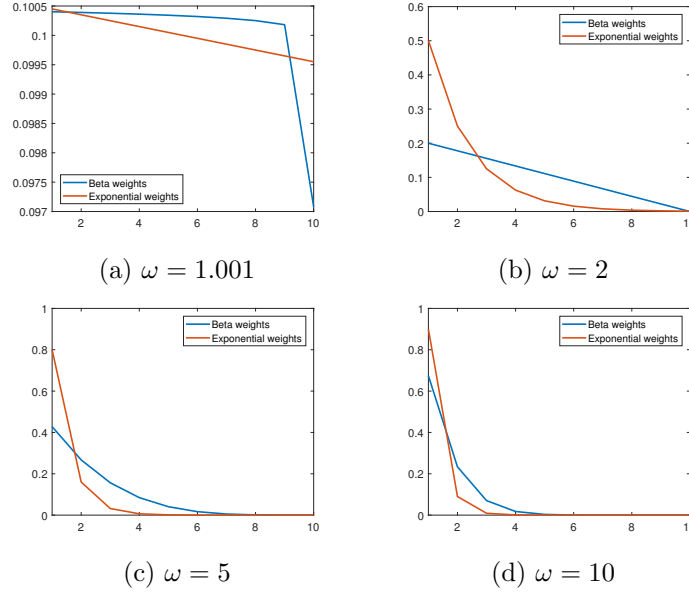 0.1005
0.1
0.0995
0.099
0.0985
0.098
0.0975
0.097
Beta weights
Exponential weights
2 4 6 8 10
(a) ω = 1.001
0.6
0.5
0.4
0.3
0.2
0.1
0
Beta weights
Exponential weights
2 4 6 8 10
(b) ω = 2
1
0.8
0.6
0.4
0.2
0
Beta weights
Exponential weights
2 4 6 8 10
(c) ω = 5
1
0.8
0.6
0.4
0.2
0
Beta weights
Exponential weights
2 4 6 8 10
(d) ω = 10